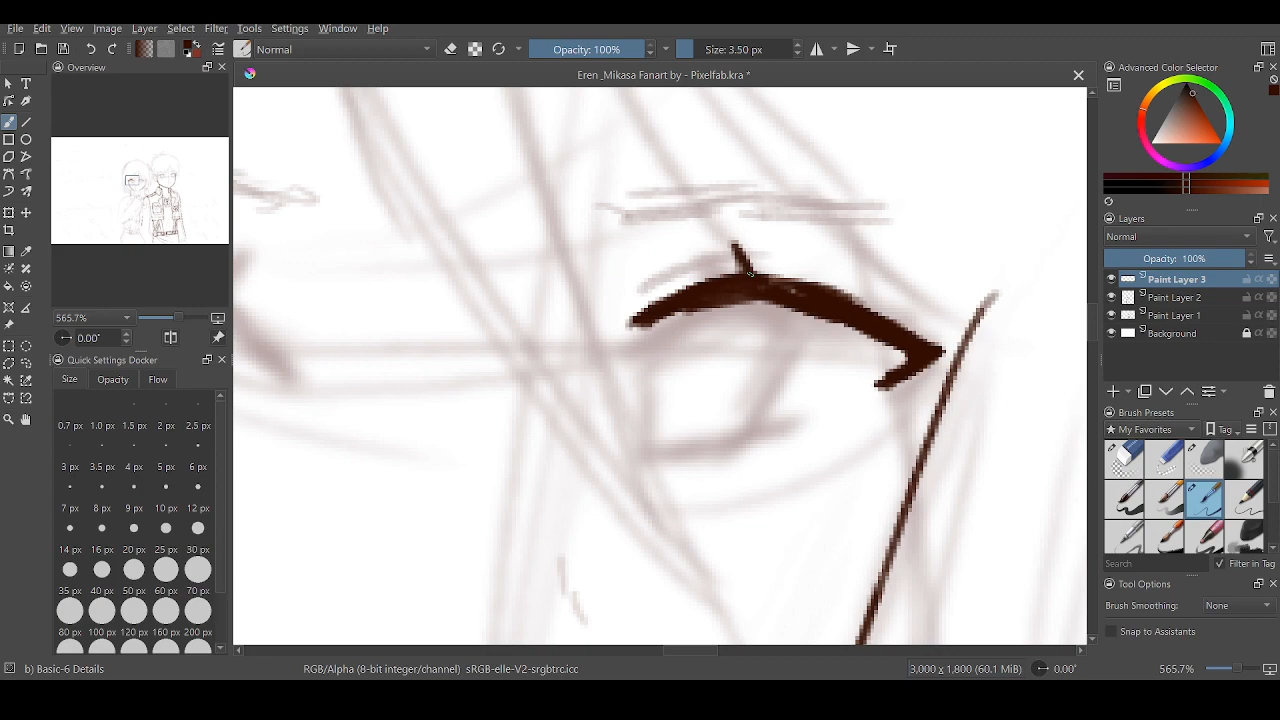 File Edit View Image Layer Select Filter Tools Settings Window Help
Normal Opacity: 100% Size: 3.50 px
Overview
Eren _Mikasa Fanart by - Pixelfab.kra *
Advanced Color Selector
565.7%
0.00°
Quick Settings Docker
Size Opacity Flow
0.7 px 1.0 px 1.5 px 2 px 2.5 px
3 px 3.5 px 4 px 5 px 6 px
7 px 8 px 9 px 10 px 12 px
14 px 16 px 20 px 25 px 30 px
35 px 40 px 50 px 60 px 70 px
80 px 100 px 120 px 160 px 200 px
Layers
Normal
Opacity: 100%
Paint Layer 3
Paint Layer 2
Paint Layer 1
Background
Brush Presets
My Favorites Tag
Search Filter in Tag
Tool Options
Brush Smoothing: None
Snap to Assistants
b) Basic-6 Details RGB/Alpha (8-bit integer/channel) sRGB-elle-V2-srgbtrc.icc 3,000 x 1,800 (60.1 MiB) 0.00° 565.7%